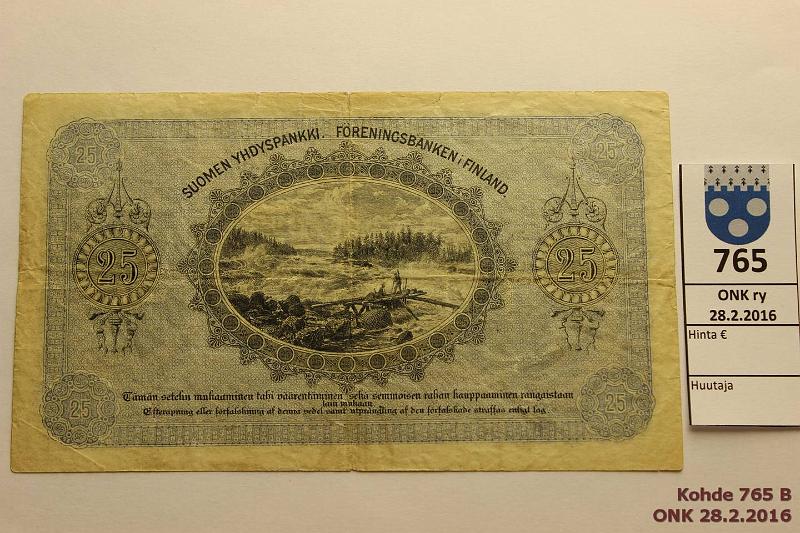 25
25
SUOMEN YHDYSPANKKI. FÖRENINGSBANKEN I FINLAND.
25
25
Tämän setelin mukaaminen tahi väärentäminen sekä semmoisen rahan kauppaaminen rangaistaan
lain mukaan.
Efterapning eller förfalskning af denna sedel samt utprångling af den förfalskade straffas enligt lag.
25
25
765
ONK ry
28.2.2016
Hinta €
Huutaja
Kohde 765 B
ONK 28.2.2016